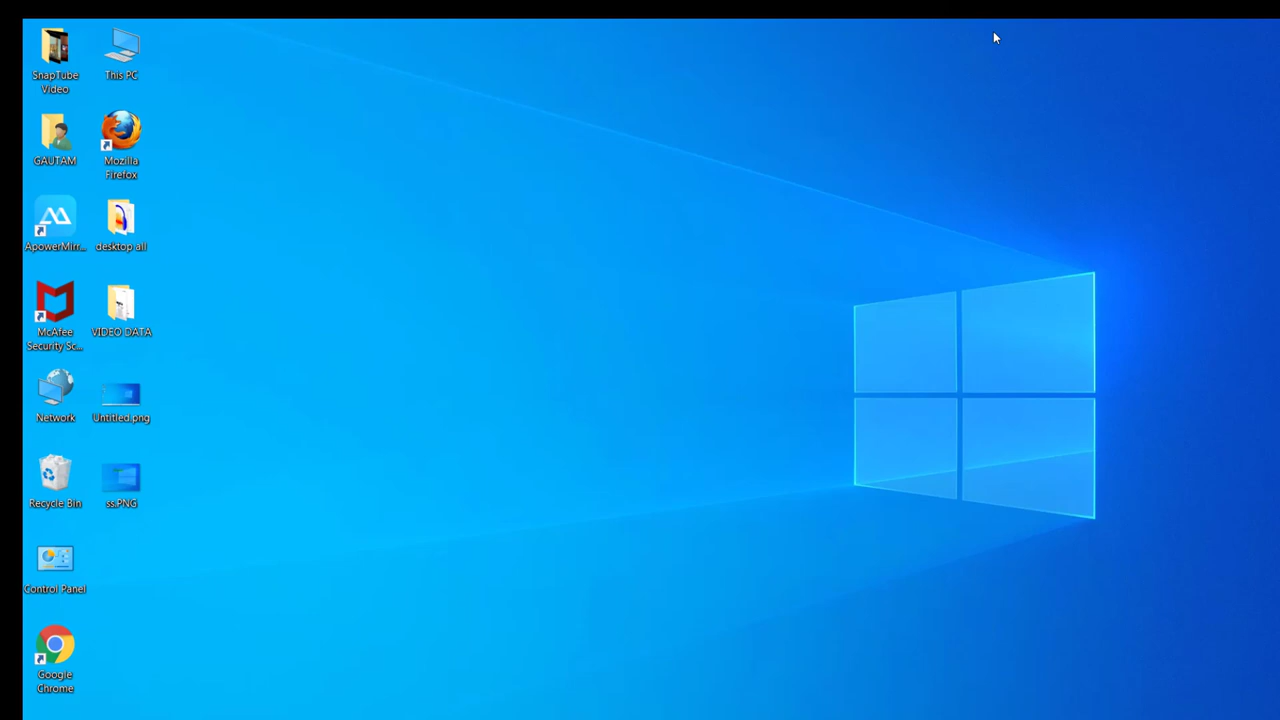 SnapTube
Video
This PC
GAUTAM
Mozilla
Firefox
ApowerMirr...
desktop all
McAfee
Security Sc...
VIDEO DATA
Network
Untitled.png
Recycle Bin
ss.PNG
Control Panel
Google
Chrome